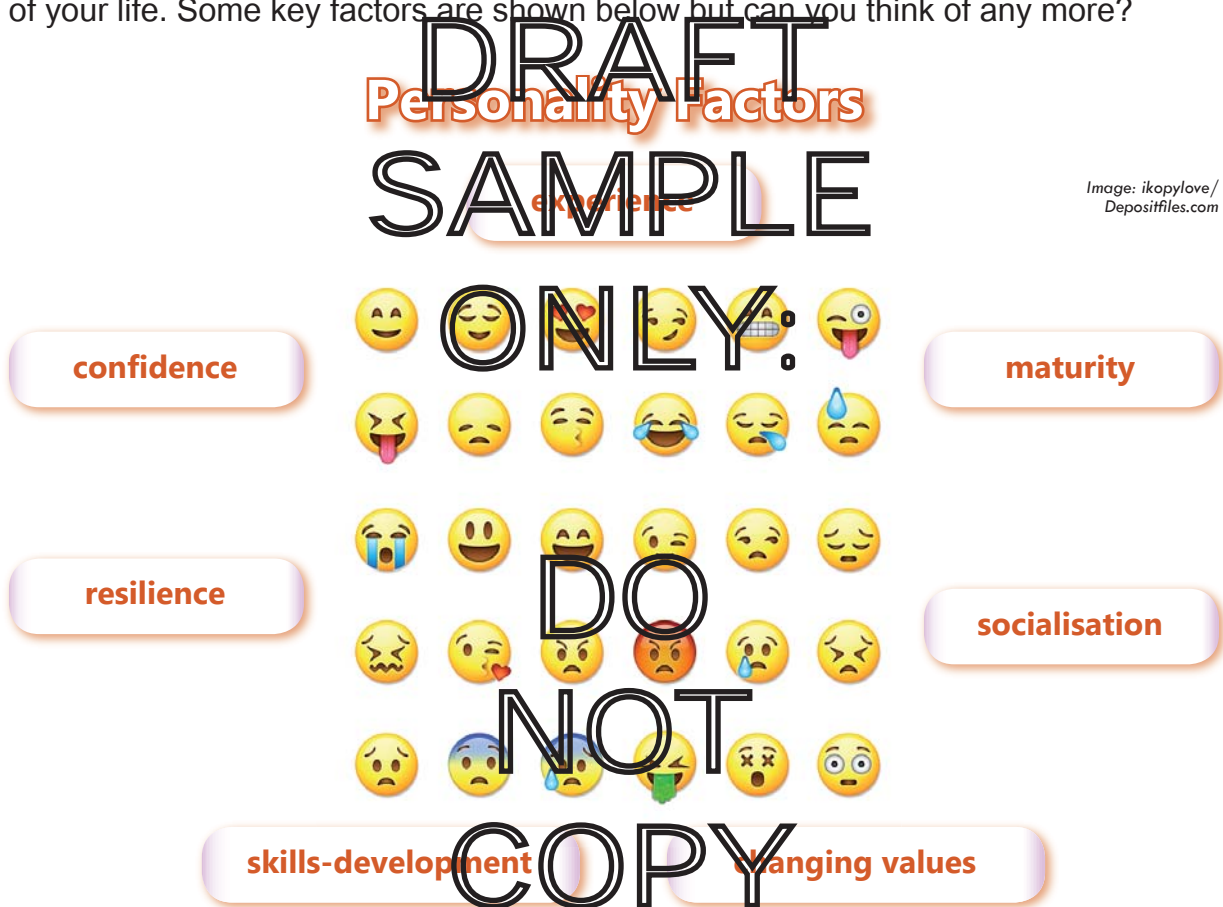 of your life. Some key factors are shown below but can you think of any more?
DRAFT
Personality Factors
SAMPLE
experience
Image: ikopylove/
Depositfiles.com
ONLY:
confidence
maturity
resilience
DO
socialisation
NOT
skills-development
changing values
COPY